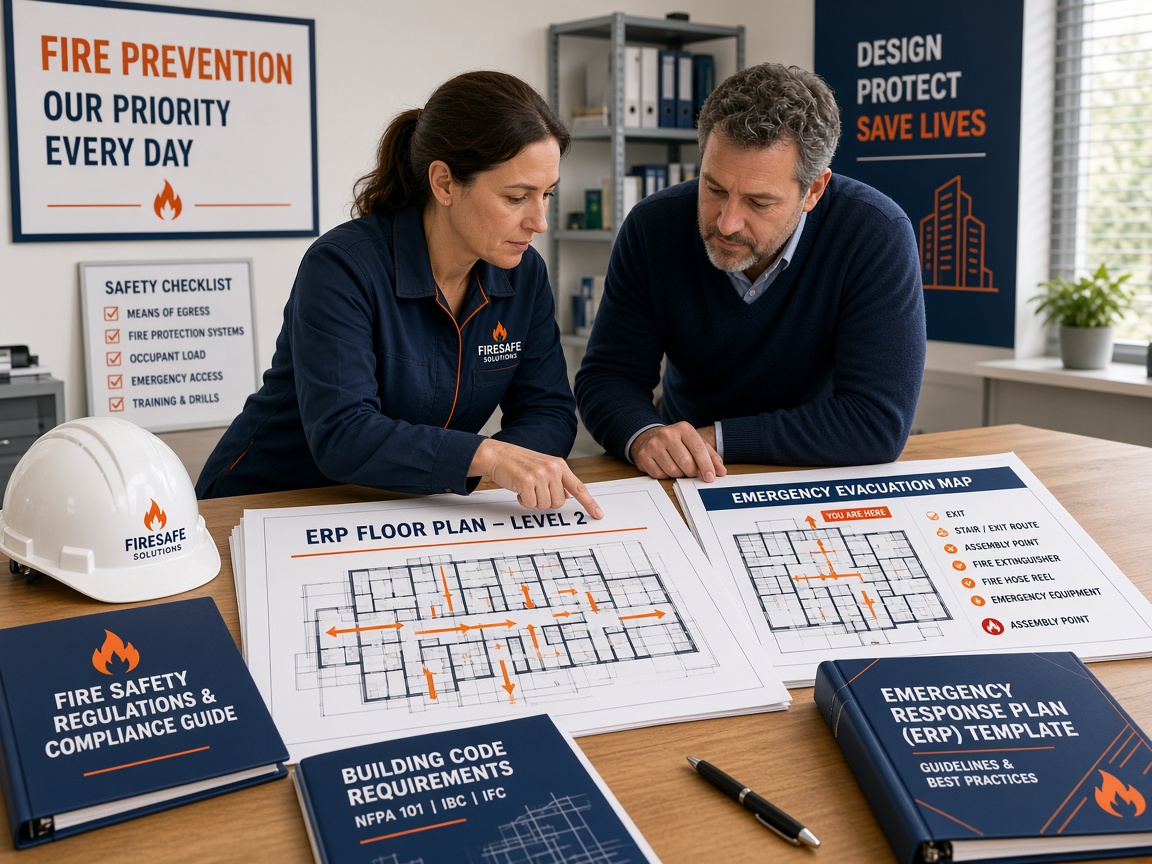 FIRE PREVENTION
OUR PRIORITY
EVERY DAY
DESIGN
PROTECT
SAVE LIVES
SAFETY CHECKLIST
MEANS OF EGRESS
FIRE PROTECTION SYSTEMS
OCCUPANT LOAD
EMERGENCY ACCESS
TRAINING & DRILLS
FIRESAFE
SOLUTIONS
FIRESAFE
SOLUTIONS
ERP FLOOR PLAN – LEVEL 2
EMERGENCY EVACUATION MAP
YOU ARE HERE
EXIT
STAIR / EXIT ROUTE
ASSEMBLY POINT
FIRE EXTINGUISHER
FIRE HOSE REEL
EMERGENCY EQUIPMENT
ASSEMBLY POINT
FIRE SAFETY
REGULATIONS &
COMPLIANCE GUIDE
BUILDING CODE
REQUIREMENTS
NFPA 101 | IBC | IFC
EMERGENCY
RESPONSE PLAN
(ERP) TEMPLATE
GUIDELINES &
BEST PRACTICES